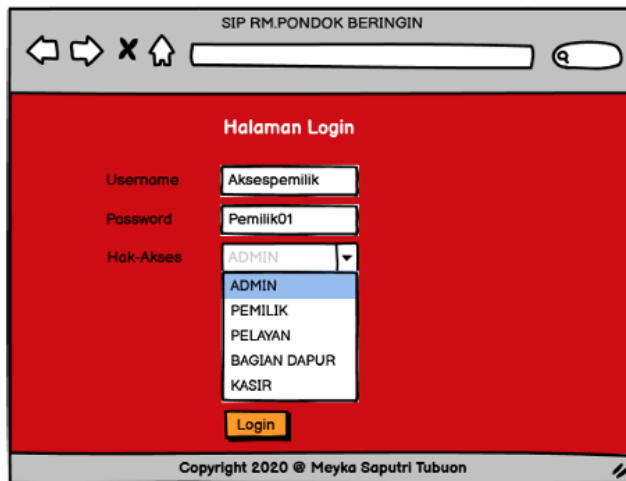 SIP RM.PONDOK BERINGIN
Halaman Login
Username Aksespemilik
Password Pemilik01
Hak-Akses ADMIN
ADMIN
PEMILIK
PELAYAN
BAGIAN DAPUR
KASIR
Login
Copyright 2020 @ Meyka Saputri Tubuon